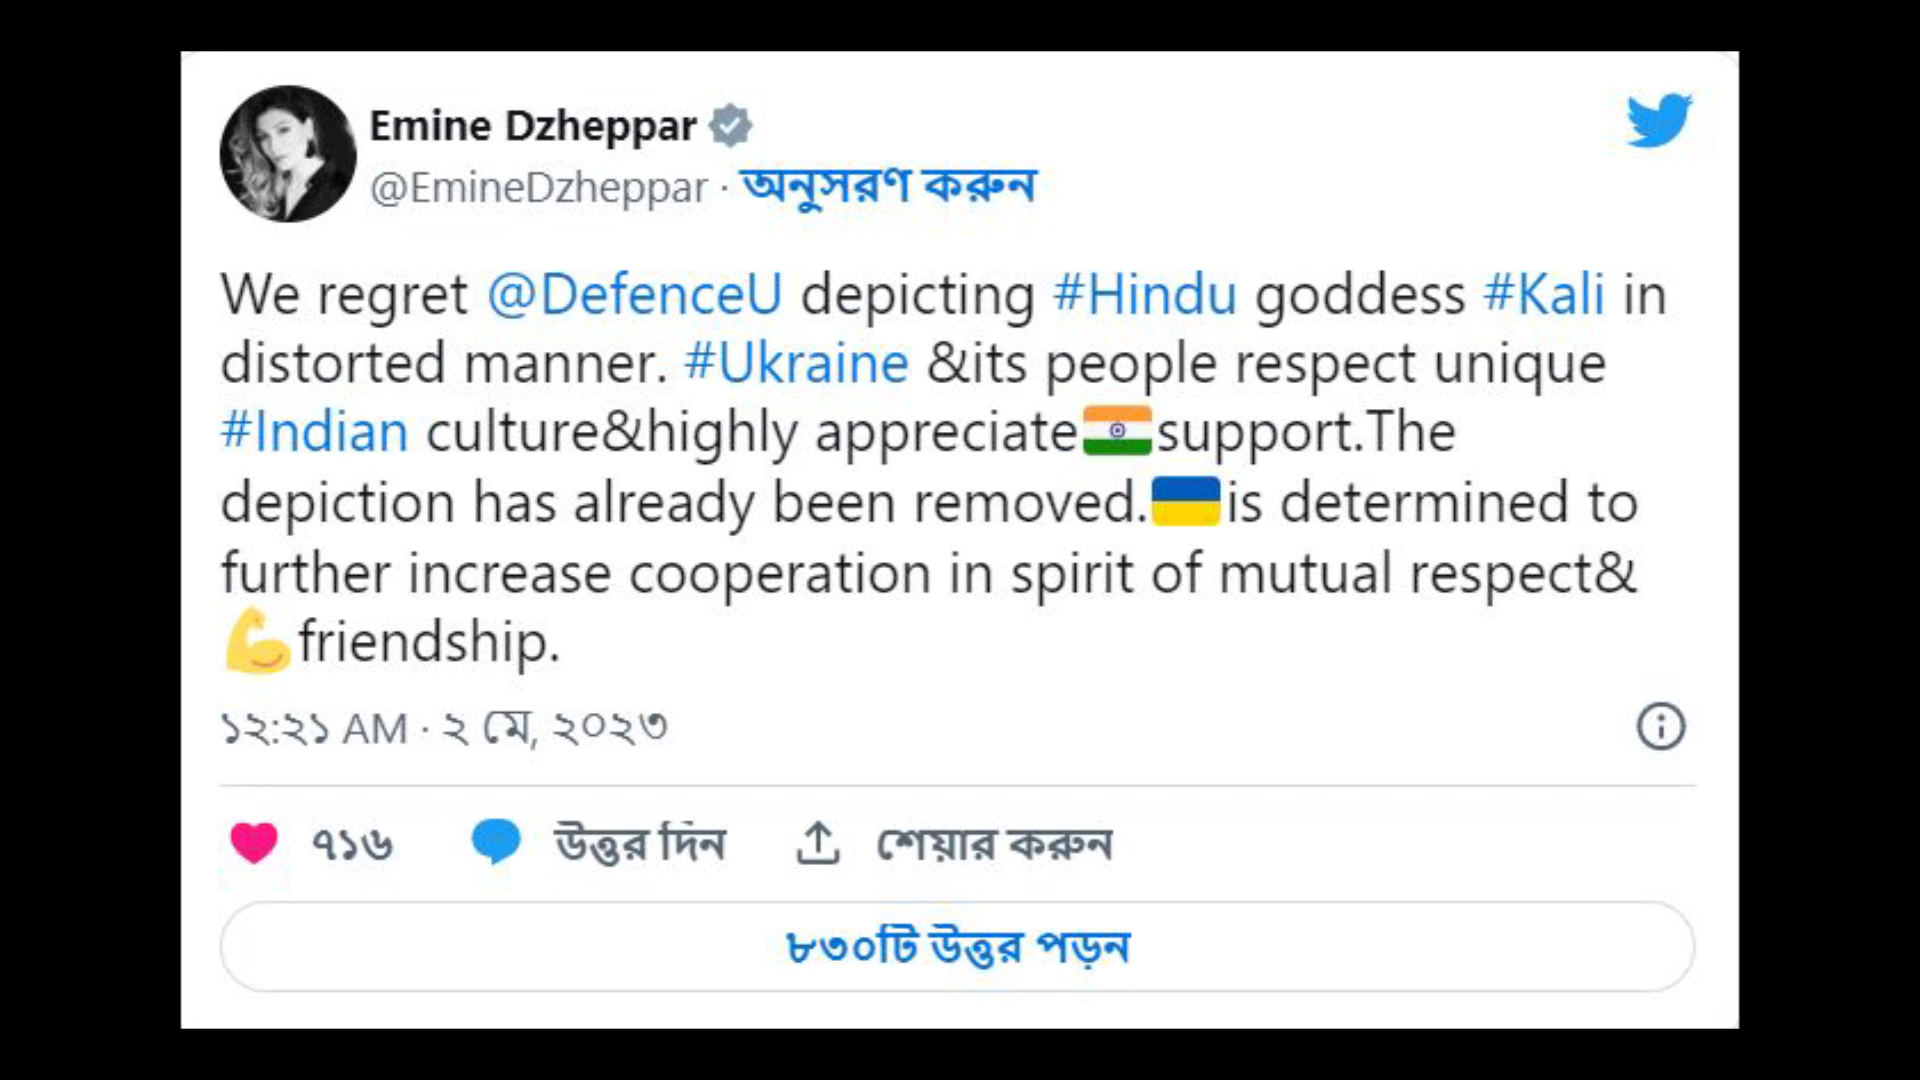 Emine Dzheppar
@EmineDzheppar · অনুসরণ করুন
We regret @DefenceU depicting #Hindu goddess #Kali in
distorted manner. #Ukraine &its people respect unique
#Indian culture&highly appreciate🇮🇳support.The
depiction has already been removed.🇺🇦is determined to
further increase cooperation in spirit of mutual respect&
💪friendship.
১২:২১ AM · ২ মে, ২০২৩
৭১৬ উত্তর দিন শেয়ার করুন
৮৩০টি উত্তর পড়ন